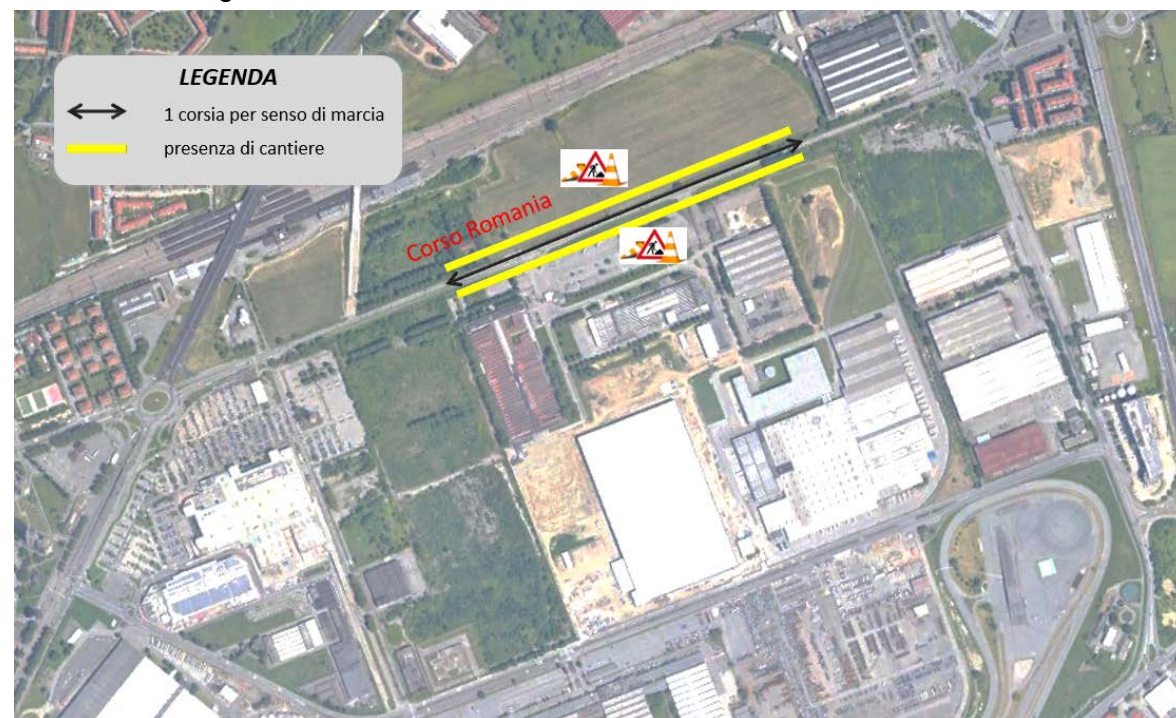 LEGENDA
1 corsia per senso di marcia
presenza di cantiere
Corso Romania